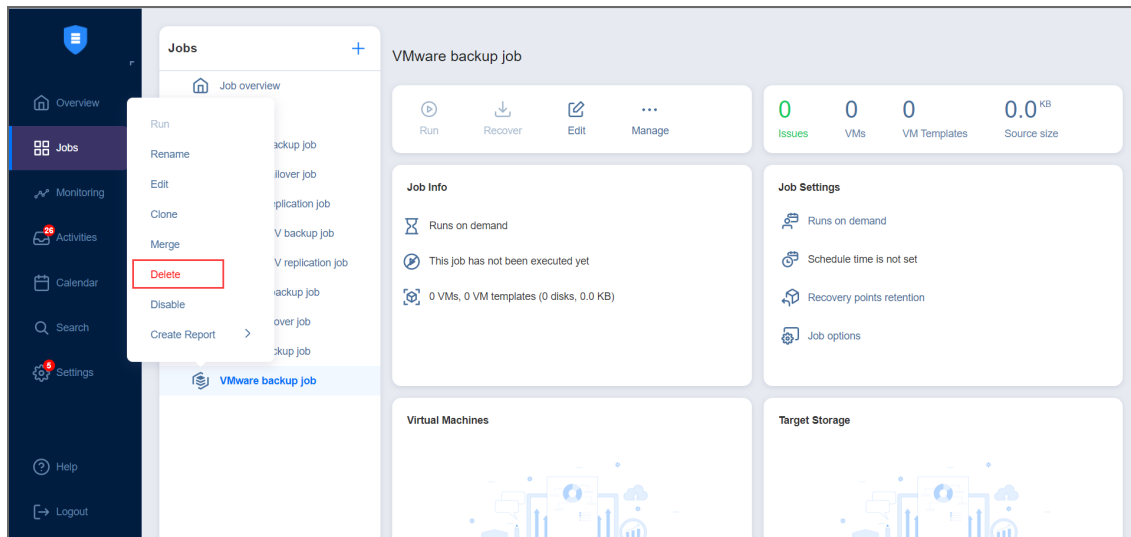 Overview
Jobs
Monitoring
26
Activities
Calendar
Search
5
Settings
Help
Logout
Jobs
Job overview
backup job
job
replication job
V backup job
V replication job
backup job
job
job
VMware backup job
Run
Rename
Edit
Clone
Merge
Delete
Disable
Create Report
VMware backup job
Run
Recover
Edit
Manage
0
Issues
0
VMs
0
VM Templates
0.0 KB
Source size
Job Info
Runs on demand
This job has not been executed yet
0 VMs, 0 VM templates (0 disks, 0.0 KB)
Job Settings
Runs on demand
Schedule time is not set
Recovery points retention
Job options
Virtual Machines
Target Storage